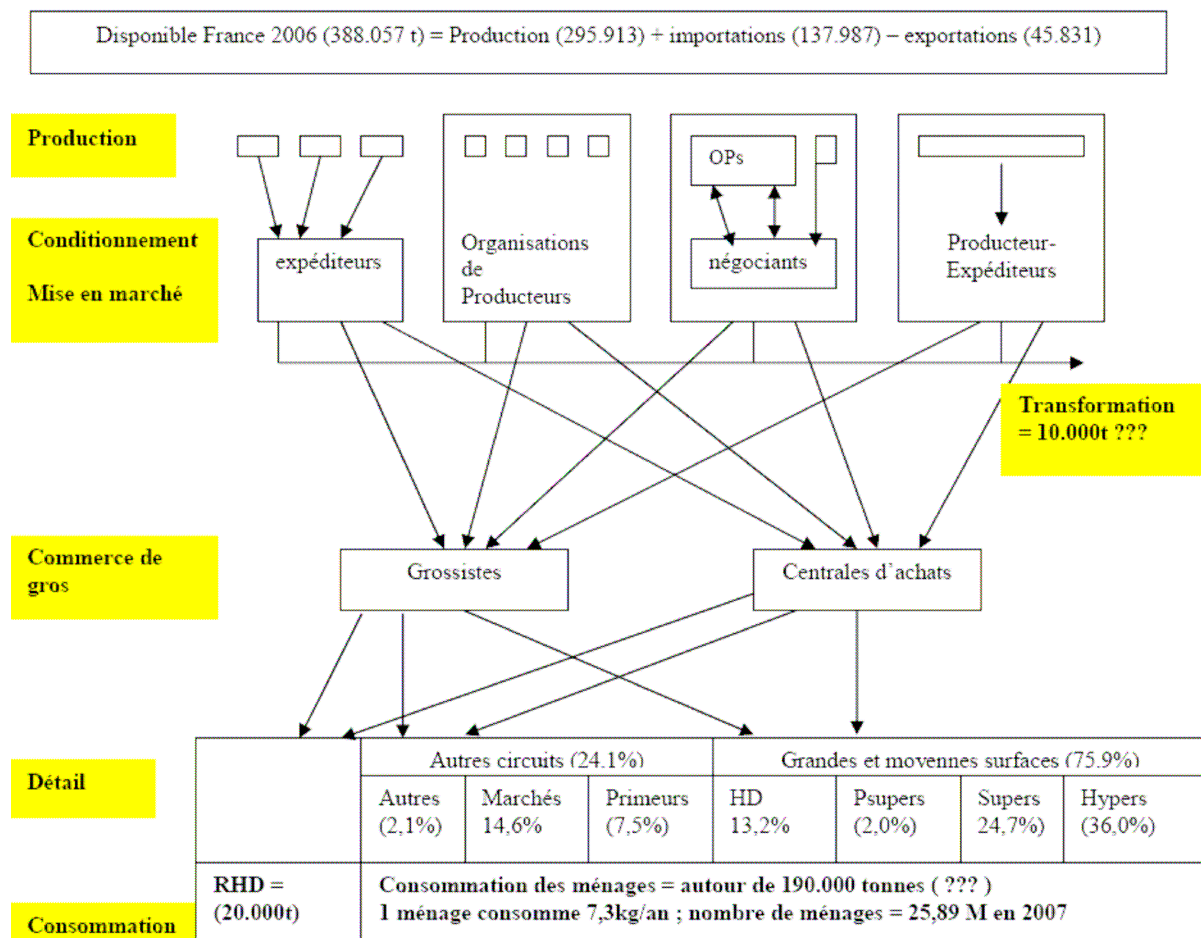 Disponible France 2006 (388.057 t) = Production (295.913) + importations (137.987) – exportations (45.831)
Production
OPs
Conditionnement
Mise en marché
expéditeurs
Organisations
de
Producteurs
négociants
Producteur-
Expéditeurs
Transformation
= 10.000t ???
Commerce de
gros
Grossistes
Centrales d'achats
Détail
Autres circuits (24.1%)
Grandes et moyennes surfaces (75.9%)
Autres
(2,1%)
Marchés
14,6%
Primeurs
(7,5%)
HD
13,2%
Psupers
(2,0%)
Supers
24,7%)
Hypers
(36,0%)
Consommation
RHD =
(20.000t)
Consommation des ménages = autour de 190.000 tonnes ( ??? )
1 ménage consomme 7,3kg/an ; nombre de ménages = 25,89 M en 2007